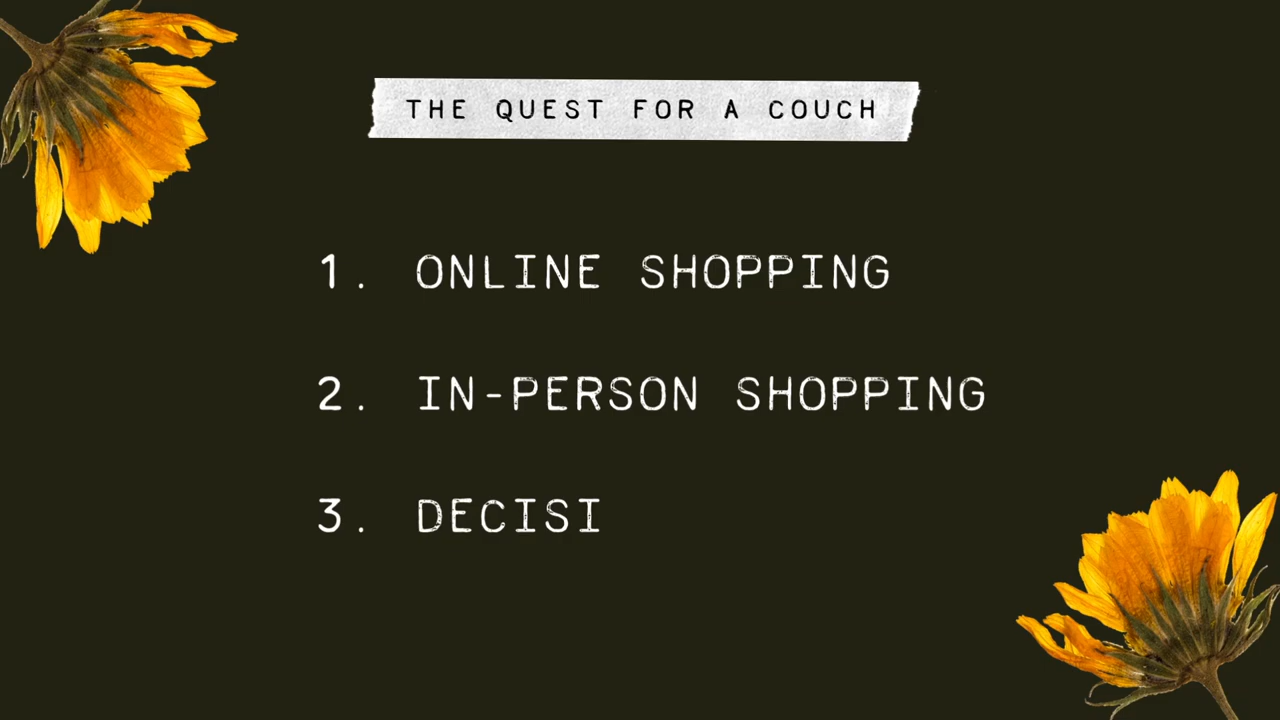 THE QUEST FOR A COUCH
1. ONLINE SHOPPING
2. IN-PERSON SHOPPING
3. DECISI